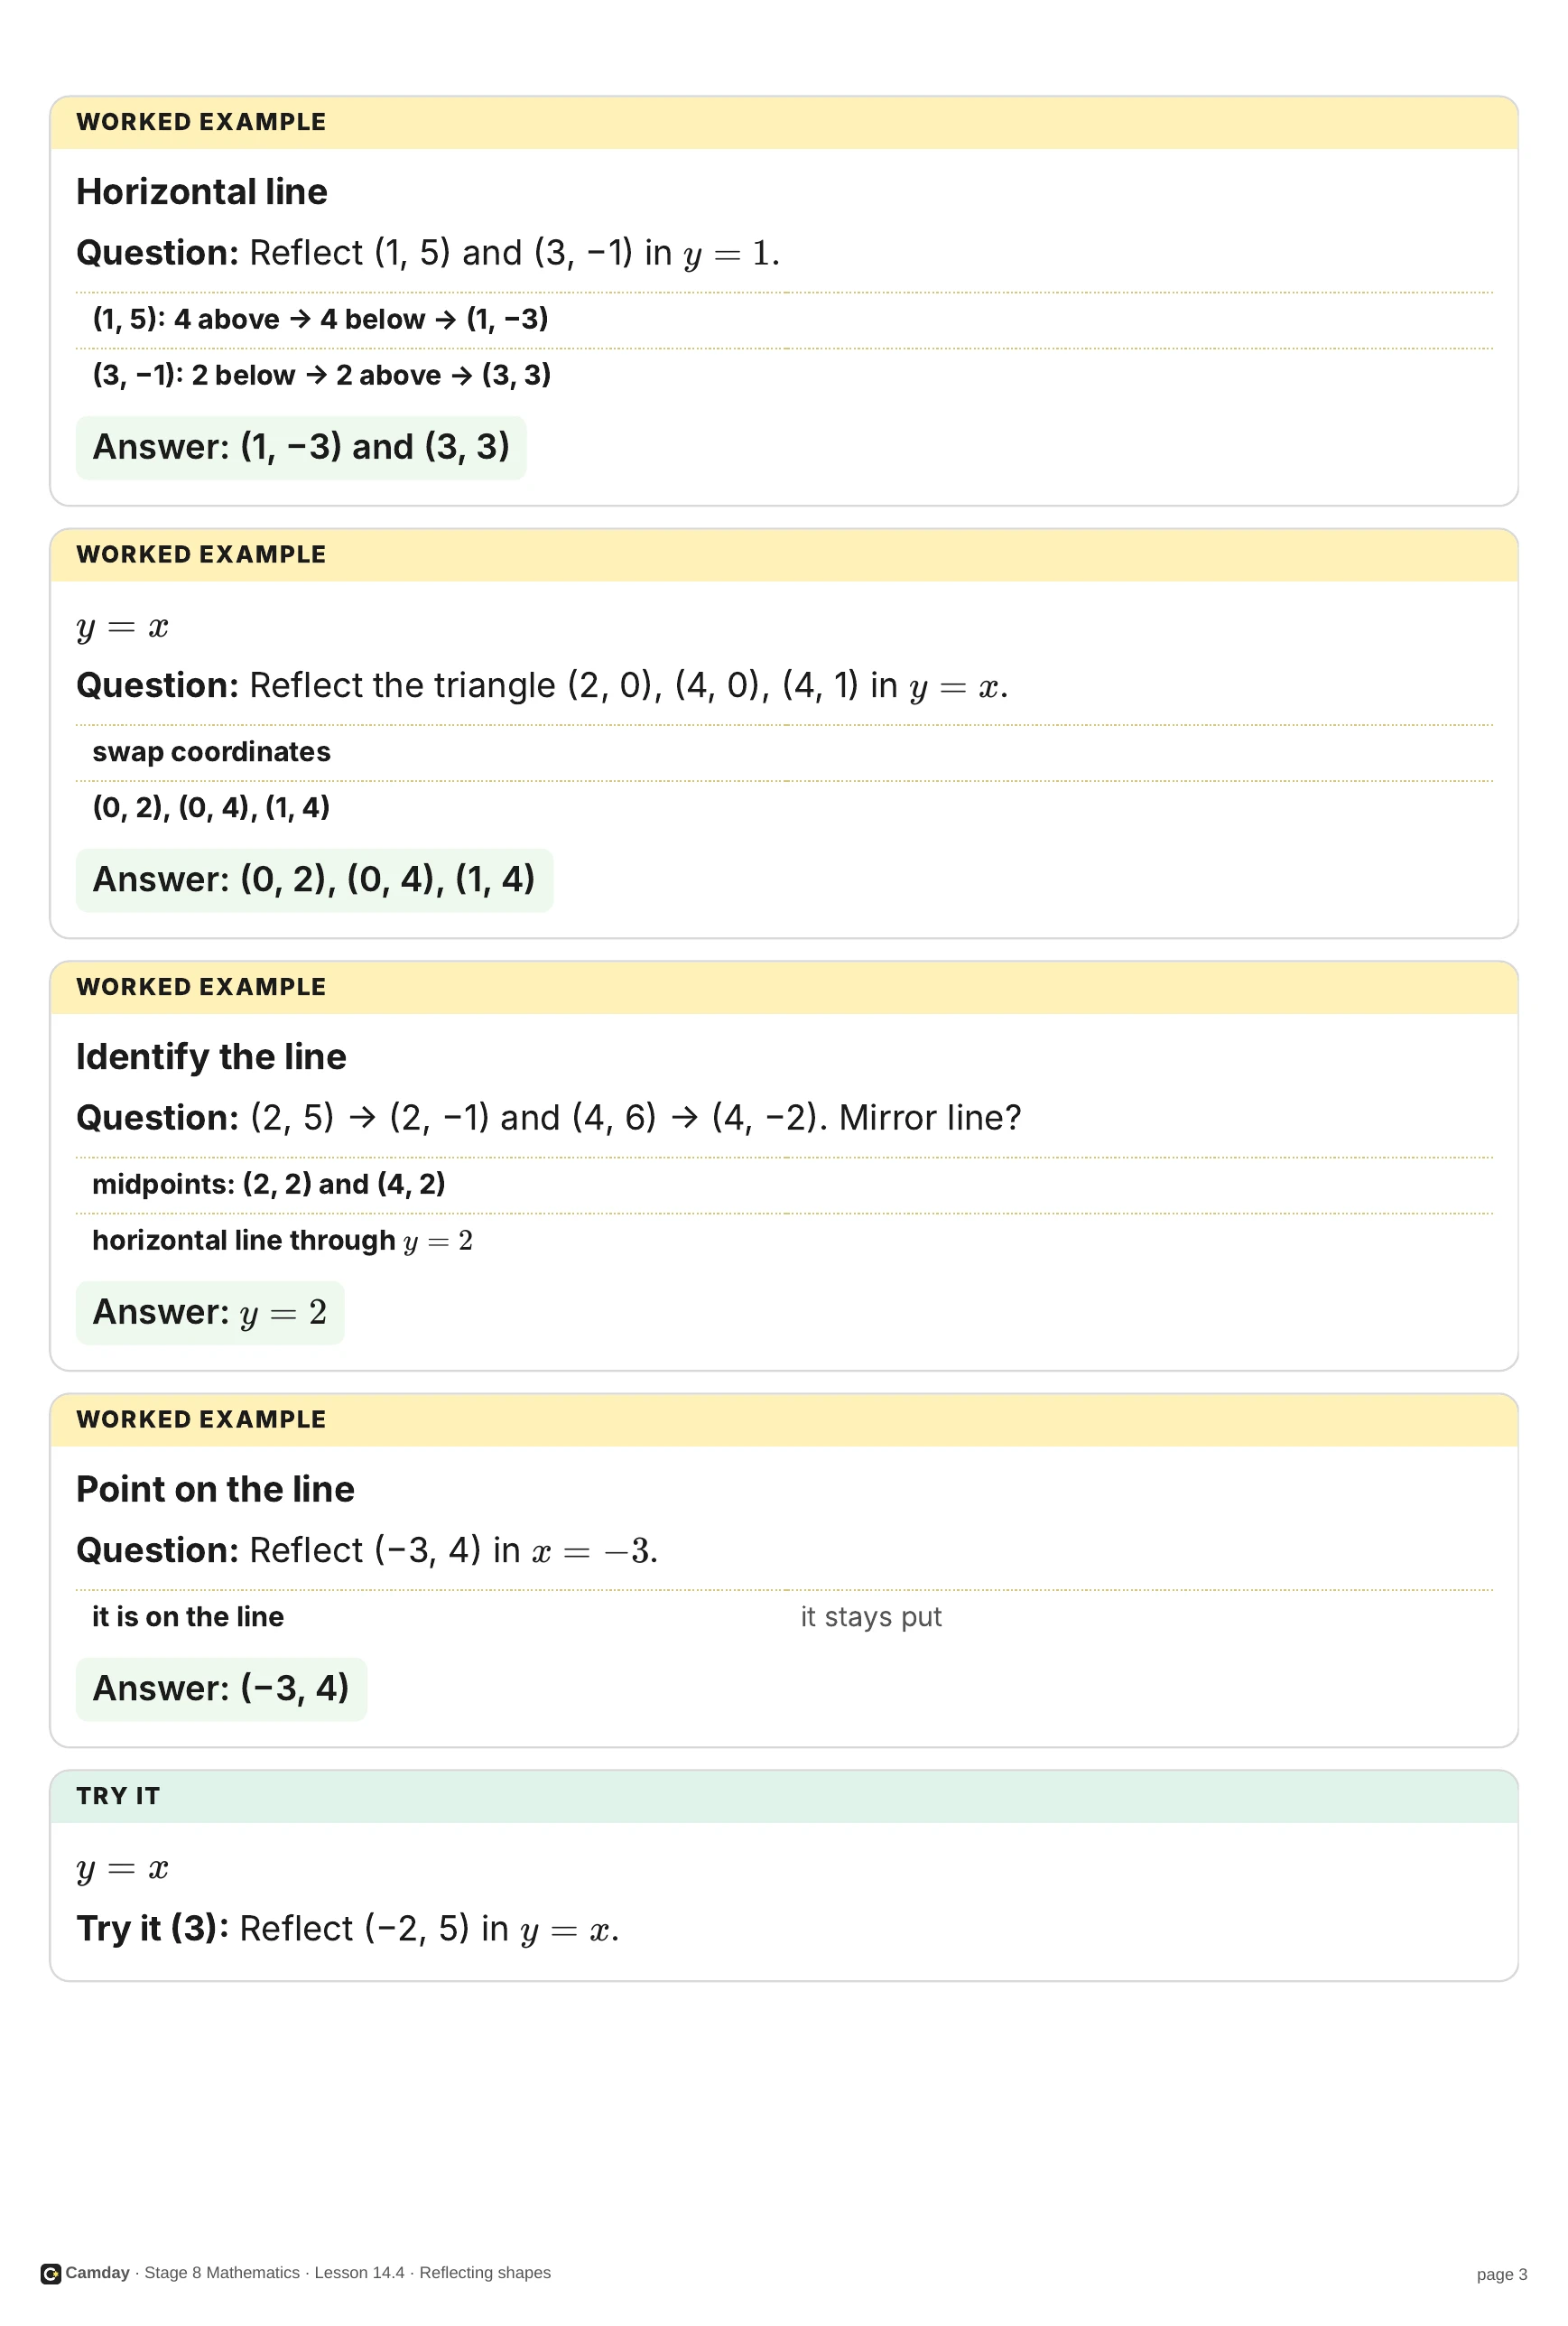 WORKED EXAMPLE
Horizontal line
Question: Reflect (1, 5) and (3, −1) in y = 1.
(1, 5): 4 above → 4 below → (1, −3)
(3, −1): 2 below → 2 above → (3, 3)
Answer: (1, −3) and (3, 3)
WORKED EXAMPLE
y = x
Question: Reflect the triangle (2, 0), (4, 0), (4, 1) in y = x.
swap coordinates
(0, 2), (0, 4), (1, 4)
Answer: (0, 2), (0, 4), (1, 4)
WORKED EXAMPLE
Identify the line
Question: (2, 5) → (2, −1) and (4, 6) → (4, −2). Mirror line?
midpoints: (2, 2) and (4, 2)
horizontal line through y = 2
Answer: y = 2
WORKED EXAMPLE
Point on the line
Question: Reflect (−3, 4) in x = −3.
it is on the line it stays put
Answer: (−3, 4)
TRY IT
y = x
Try it (3): Reflect (−2, 5) in y = x.
Camday · Stage 8 Mathematics · Lesson 14.4 · Reflecting shapes page 3